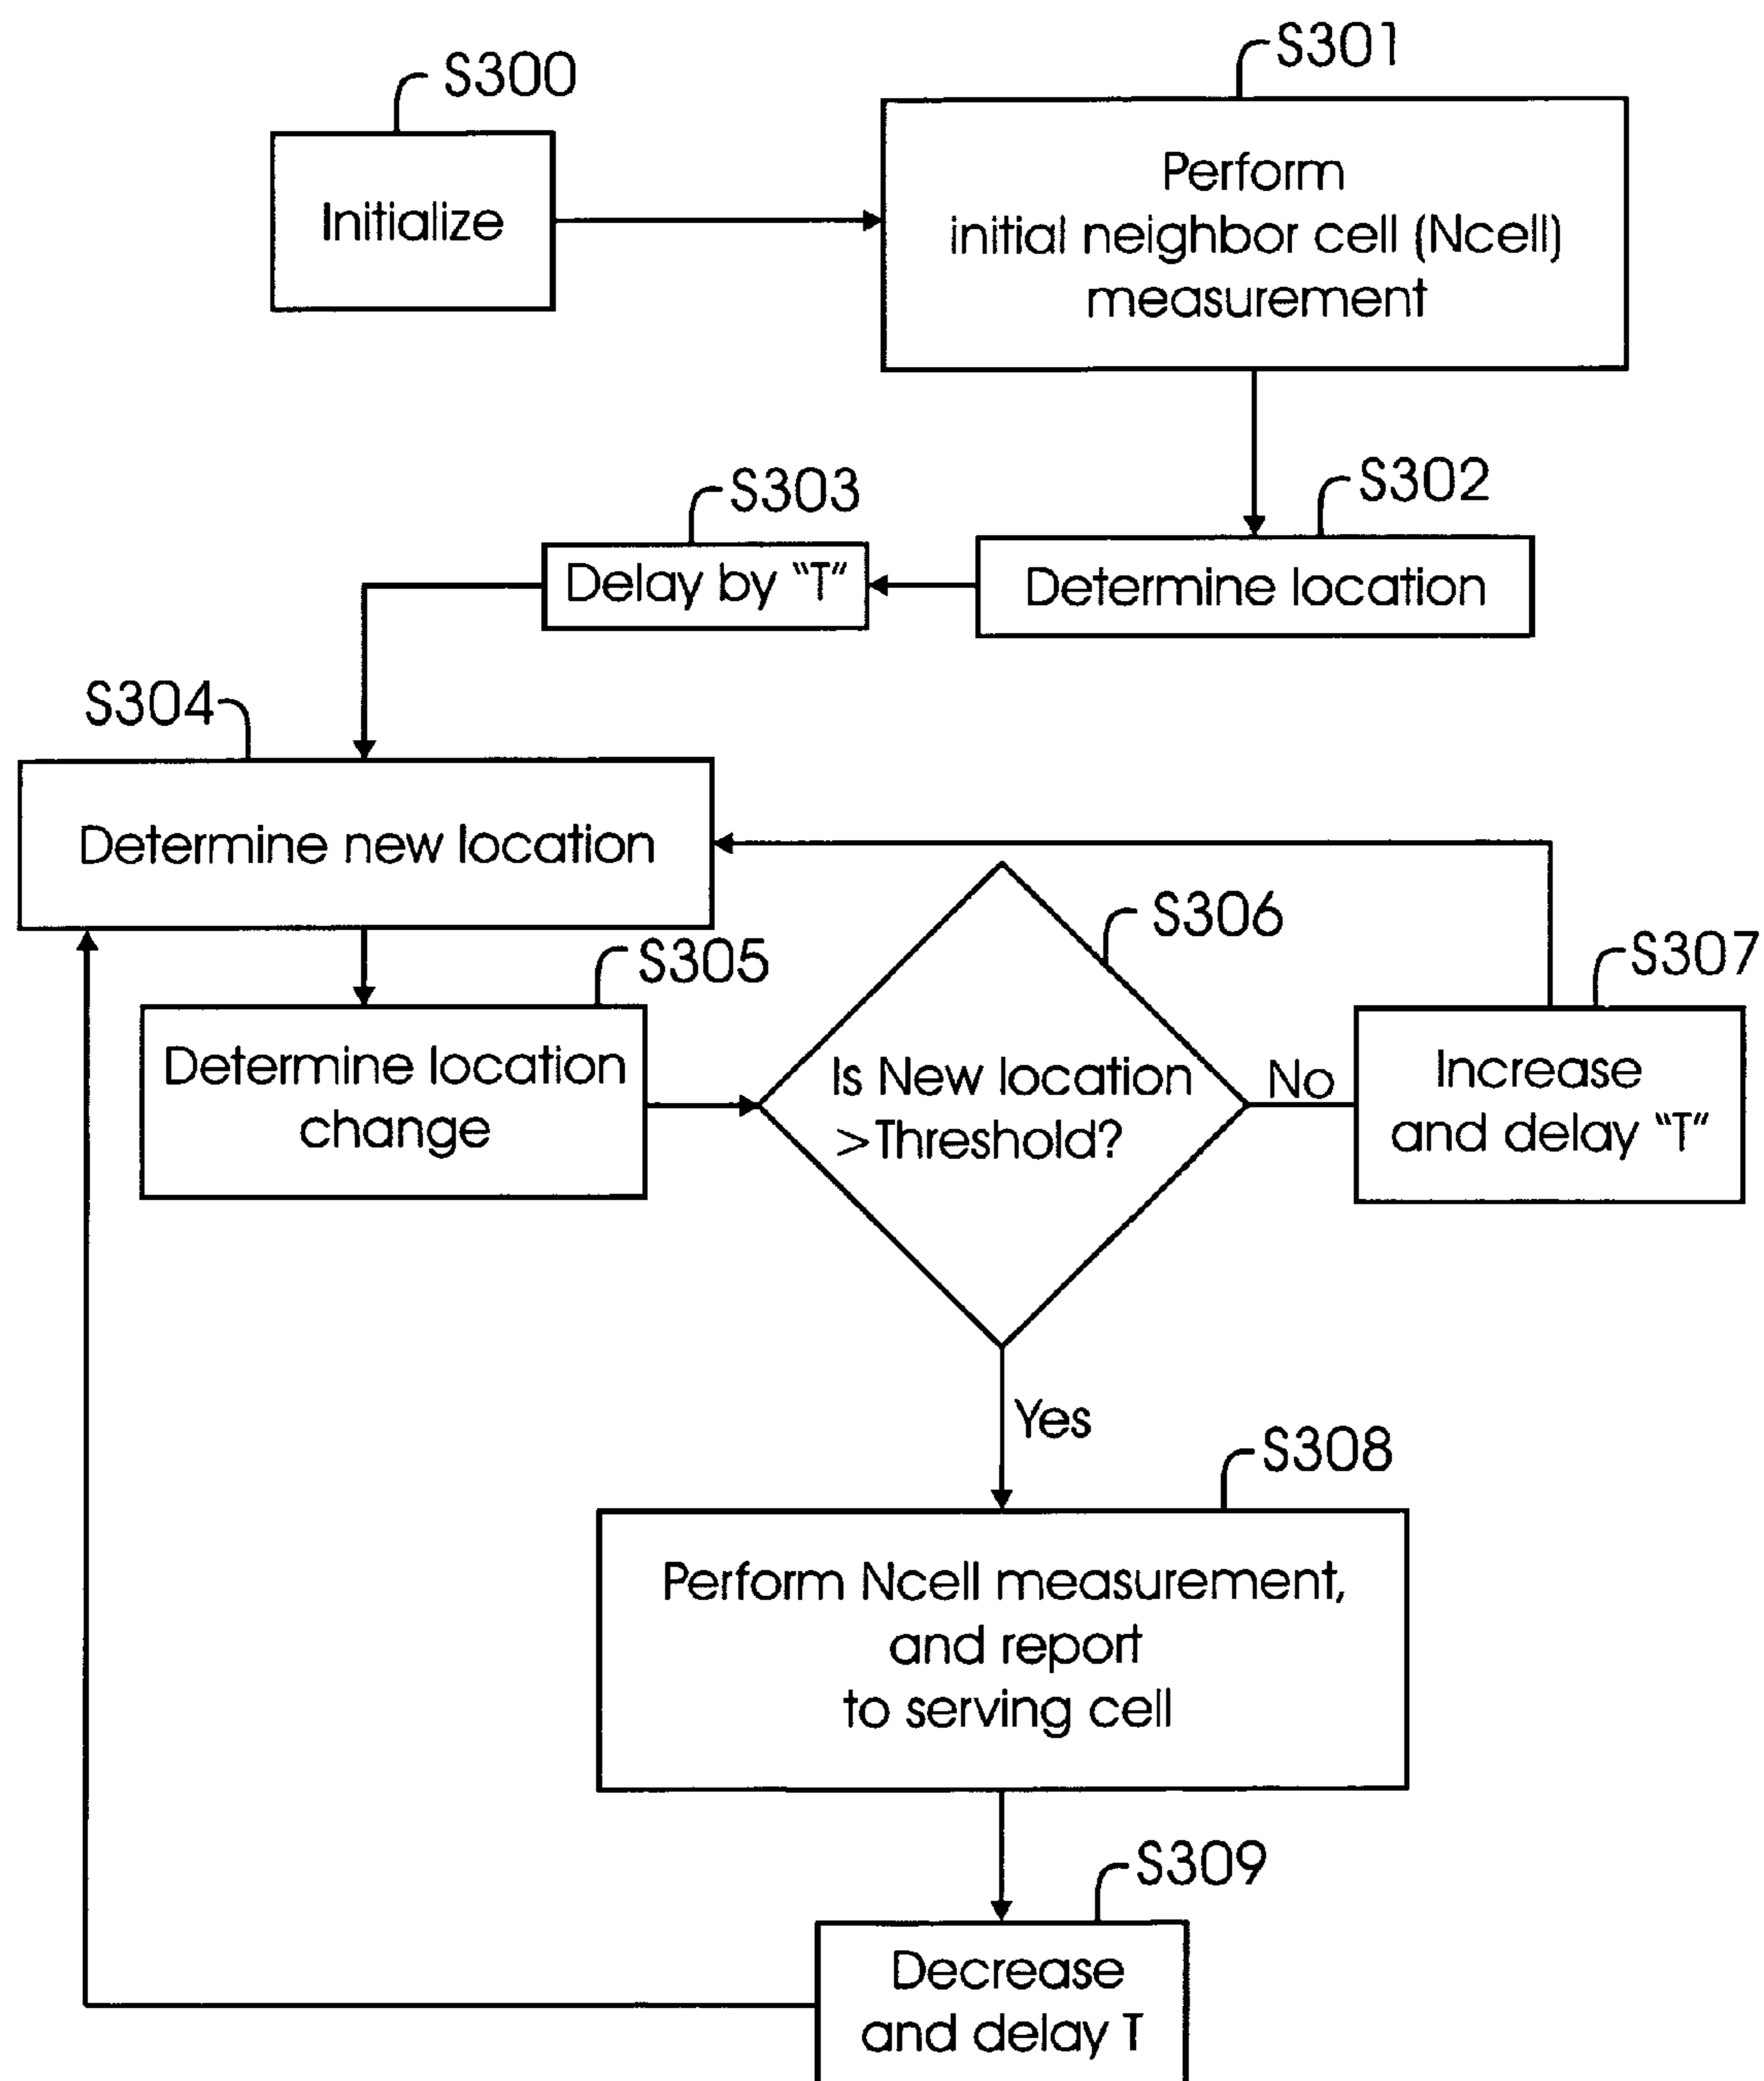 S300
Initialize
S301
Perform
initial neighbor cell (Ncell)
measurement
S302
Determine location
S303
Delay by “T”
S304
Determine new location
S305
Determine location
change
S306
Is New location
>Threshold?
No
S307
Increase
and delay “T”
Yes
S308
Perform Ncell measurement,
and report
to serving cell
S309
Decrease
and delay T